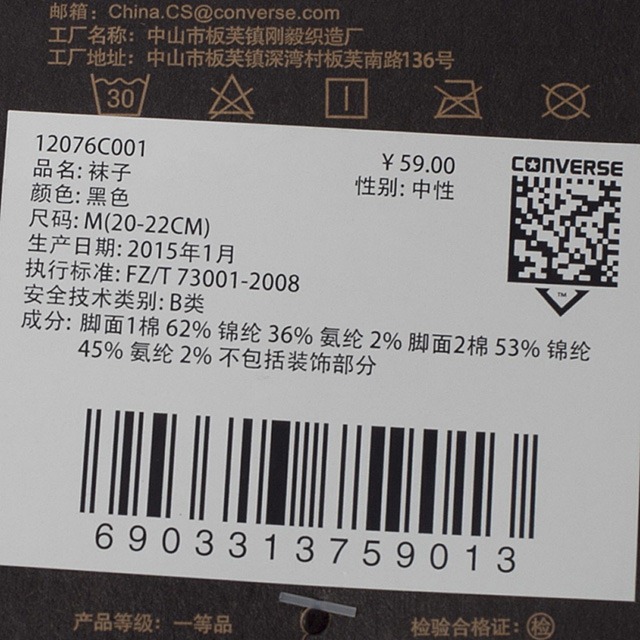 邮箱: China.CS@converse.com
工厂名称: 中山市板芙镇刚毅织造厂
工厂地址: 中山市板芙镇深湾村板芙南路136号
30
12076C001
¥59.00
CONVERSE
品名: 袜子
性别: 中性
颜色: 黑色
尺码: M(20-22CM)
生产日期: 2015年1月
执行标准: FZ/T 73001-2008
安全技术类别: B类
TM
成分: 脚面1棉 62% 锦纶 36% 氨纶 2% 脚面2棉 53% 锦纶
45% 氨纶 2% 不包括装饰部分
6903313759013
产品等级: 一等品
检验合格证: 检